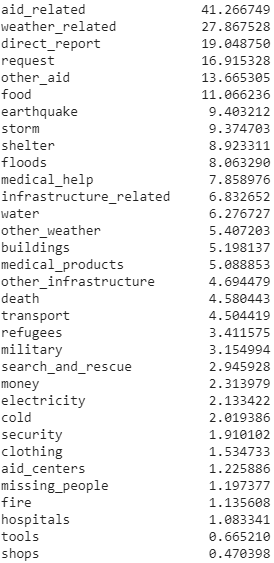 aid_related 41.266749
weather_related 27.867528
direct_report 19.048750
request 16.915328
other_aid 13.665305
food 11.066236
earthquake 9.403212
storm 9.374703
shelter 8.923311
floods 8.063290
medical_help 7.858976
infrastructure_related 6.832652
water 6.276727
other_weather 5.407203
buildings 5.198137
medical_products 5.088853
other_infrastructure 4.694479
death 4.580443
transport 4.504419
refugees 3.411575
military 3.154994
search_and_rescue 2.945928
money 2.313979
electricity 2.133422
cold 2.019386
security 1.910102
clothing 1.534733
aid_centers 1.225886
missing_people 1.197377
fire 1.135608
hospitals 1.083341
tools 0.665210
shops 0.470398